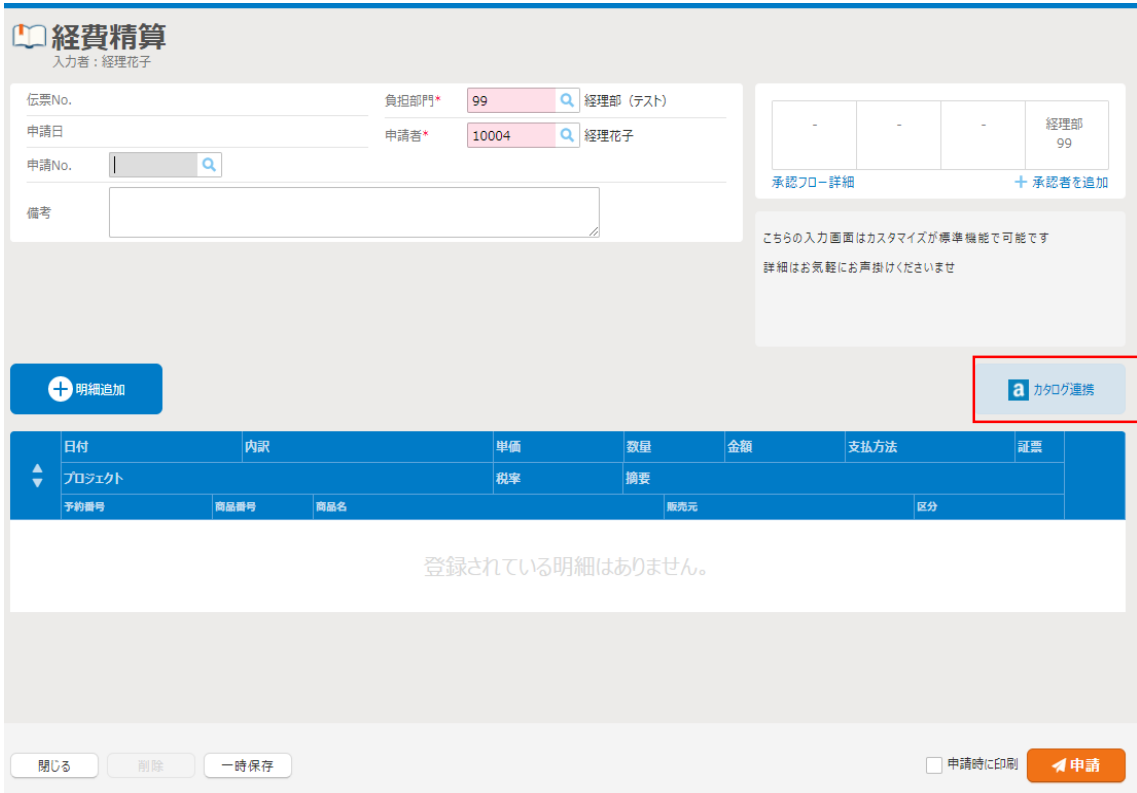 経費精算
入力者：経理花子
伝票No.
負担部門* 99 経理部（テスト）
申請日
申請者* 10004 経理花子
申請No.
備考
- - - 経理部
99
承認フロー詳細 + 承認者を追加
こちらの入力画面はカスタマイズが標準機能で可能です
詳細はお気軽にお声掛けくださいませ
明細追加
a カタログ連携
日付 内訳 単価 数量 金額 支払方法 証票
プロジェクト 税率 摘要
予約番号 商品番号 商品名 販売元 区分
登録されている明細はありません。
閉じる 削除 一時保存 申請時に印刷 申請